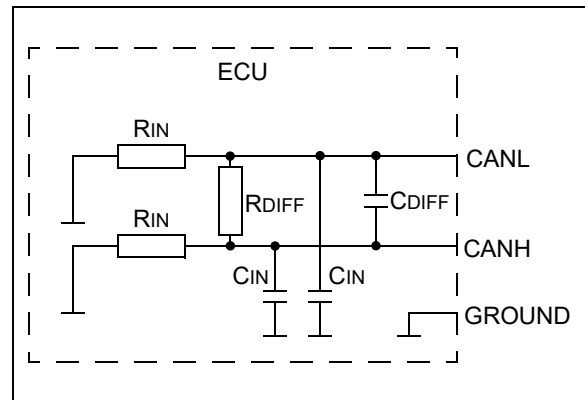 ECU
RIN
CANL
RDIFF
CDIFF
RIN
CANH
CIN
CIN
GROUND